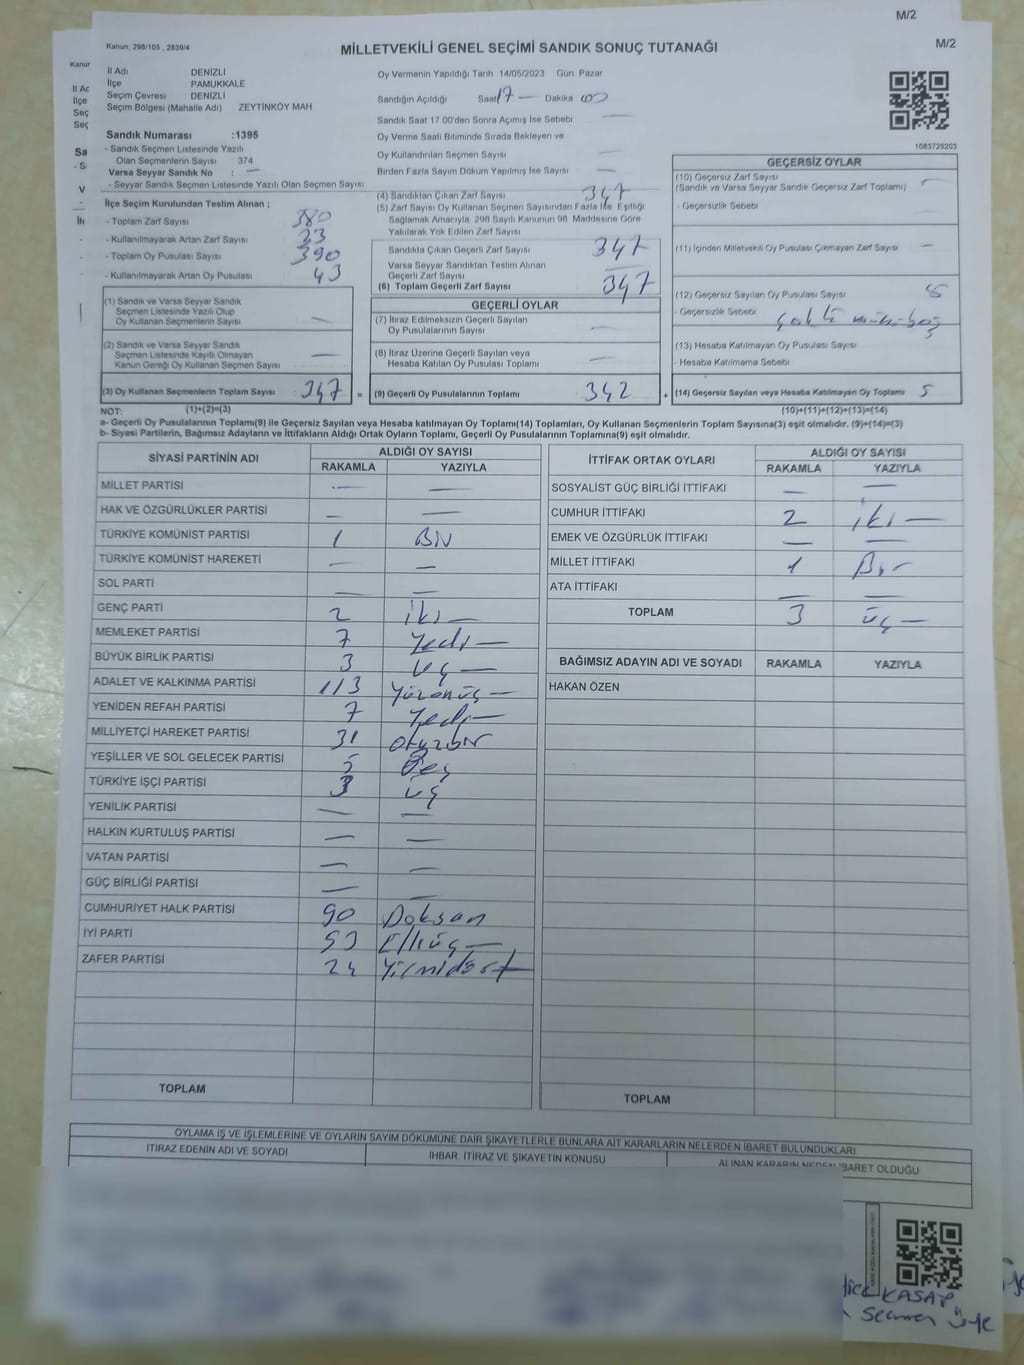 M/2
Kanun: 298/105 , 2839/4
MİLLETVEKİLİ GENEL SEÇİMİ SANDIK SONUÇ TUTANAĞI
M/2
İl Adı DENİZLİ
İlçe PAMUKKALE
Seçim Çevresi DENİZLİ
Seçim Bölgesi (Mahalle Adı) ZEYTİNKÖY MAH
Sandık Numarası :1395
- Sandık Seçmen Listesinde Yazılı
Olan Seçmenlerin Sayısı 374
Varsa Seyyar Sandık No : —
- Seyyar Sandık Seçmen Listesinde Yazılı Olan Seçmen Sayısı
İlçe Seçim Kurulundan Teslim Alınan ;
- Toplam Zarf Sayısı 380
- Kullanılmayarak Artan Zarf Sayısı 33
- Toplam Oy Pusulası Sayısı 390
- Kullanılmayarak Artan Oy Pusulası 43
Oy Vermenin Yapıldığı Tarih 14/05/2023 Gün Pazar
Sandığın Açıldığı Saat 17 — Dakika 00
Sandık Saat 17.00'den Sonra Açımış İse Sebebi —
Oy Verme Saati Bitiminde Sırada Bekleyen ve
Oy Kullandırılan Seçmen Sayısı —
Birden Fazla Sayım Döküm Yapılmış İse Sayısı —
(4) Sandıktan Çıkan Zarf Sayısı 347
(5) Zarf Sayısı Oy Kullanan Seçmen Sayısından Fazla İse, Eşitliği
Sağlamak Amacıyla, 298 Sayılı Kanunun 98. Maddesine Göre
Yakılarak Yok Edilen Zarf Sayısı
Sandıkta Çıkan Geçerli Zarf Sayısı 347
Varsa Seyyar Sandıktan Teslim Alınan
Geçerli Zarf Sayısı —
(6) Toplam Geçerli Zarf Sayısı 347
1083729203
GEÇERSİZ OYLAR
(10) Geçersiz Zarf Sayısı
(Sandık ve Varsa Seyyar Sandık Geçersiz Zarf Toplamı) —
- Geçersizlik Sebebi —
(11) İçinden Milletvekili Oy Pusulası Çıkmayan Zarf Sayısı —
(12) Geçersiz Sayılan Oy Pusulası Sayısı 5
- Geçersizlik Sebebi
(13) Hesaba Katılmayan Oy Pusulası Sayısı
- Hesaba Katılmama Sebebi
(1) Sandık ve Varsa Seyyar Sandık
Seçmen Listesinde Yazılı Olup
Oy Kullanan Seçmenlerin Sayısı —
(2) Sandık ve Varsa Seyyar Sandık
Seçmen Listesinde Kayıtlı Olmayan
Kanun Gereği Oy Kullanan Seçmen Sayısı —
GEÇERLİ OYLAR
(7) İtiraz Edilmeksizin Geçerli Sayılan
Oy Pusulalarının Sayısı —
(8) İtiraz Üzerine Geçerli Sayılan veya
Hesaba Katılan Oy Pusulası Toplamı —
(3) Oy Kullanan Seçmenlerin Toplam Sayısı 347 = (9) Geçerli Oy Pusulalarının Toplamı 342 + (14) Geçersiz Sayılan veya Hesaba Katılmayan Oy Toplamı 5
NOT: (1)+(2)=(3) (10)+(11)+(12)+(13)=(14)
a- Geçerli Oy Pusulalarının Toplamı(9) ile Geçersiz Sayılan veya Hesaba katılmayan Oy Toplamı(14) Toplamları, Oy Kullanan Seçmenlerin Toplam Sayısına(3) eşit olmalıdır. (9)+(14)=(3)
b- Siyasi Partilerin, Bağımsız Adayların ve İttifakların Aldığı Ortak Oyların Toplamı, Geçerli Oy Pusulalarının Toplamına(9) eşit olmalıdır.
SİYASİ PARTİNİN ADI ALDIĞI OY SAYISI
RAKAMLA YAZIYLA
MİLLET PARTİSİ — —
HAK VE ÖZGÜRLÜKLER PARTİSİ — —
TÜRKİYE KOMÜNİST PARTİSİ 1 BİR
TÜRKİYE KOMÜNİST HAREKETİ — —
SOL PARTİ — —
GENÇ PARTİ 2 iki —
MEMLEKET PARTİSİ 7 Yedi —
BÜYÜK BİRLİK PARTİSİ 3 Üç —
ADALET VE KALKINMA PARTİSİ 113 Yüzonüç —
YENİDEN REFAH PARTİSİ 7 Yedi —
MİLLİYETÇİ HAREKET PARTİSİ 31 Otuzbir
YEŞİLLER VE SOL GELECEK PARTİSİ 5 Beş
TÜRKİYE İŞÇİ PARTİSİ 3 üç
YENİLİK PARTİSİ — —
HALKIN KURTULUŞ PARTİSİ — —
VATAN PARTİSİ — —
GÜÇ BİRLİĞİ PARTİSİ — —
CUMHURİYET HALK PARTİSİ 90 Doksan
İYİ PARTİ 53 Elliüç —
ZAFER PARTİSİ 24 Yirmidört
TOPLAM
İTTİFAK ORTAK OYLARI ALDIĞI OY SAYISI
RAKAMLA YAZIYLA
SOSYALİST GÜÇ BİRLİĞİ İTTİFAKI — —
CUMHUR İTTİFAKI 2 iki —
EMEK VE ÖZGÜRLÜK İTTİFAKI — —
MİLLET İTTİFAKI 1 Bir
ATA İTTİFAKI — —
TOPLAM 3 üç —
BAĞIMSIZ ADAYIN ADI VE SOYADI RAKAMLA YAZIYLA
HAKAN ÖZEN
TOPLAM
OYLAMA İŞ VE İŞLEMLERİNE VE OYLARIN SAYIM DÖKÜMÜNE DAİR ŞİKAYETLERLE BUNLARA AİT KARARLARIN NELERDEN İBARET BULUNDUKLARI
İTİRAZ EDENİN ADI VE SOYADI İHBAR İTİRAZ VE ŞİKAYETİN KONUSU ALINAN KARARIN NEDEN İBARET OLDUĞU
KASAP